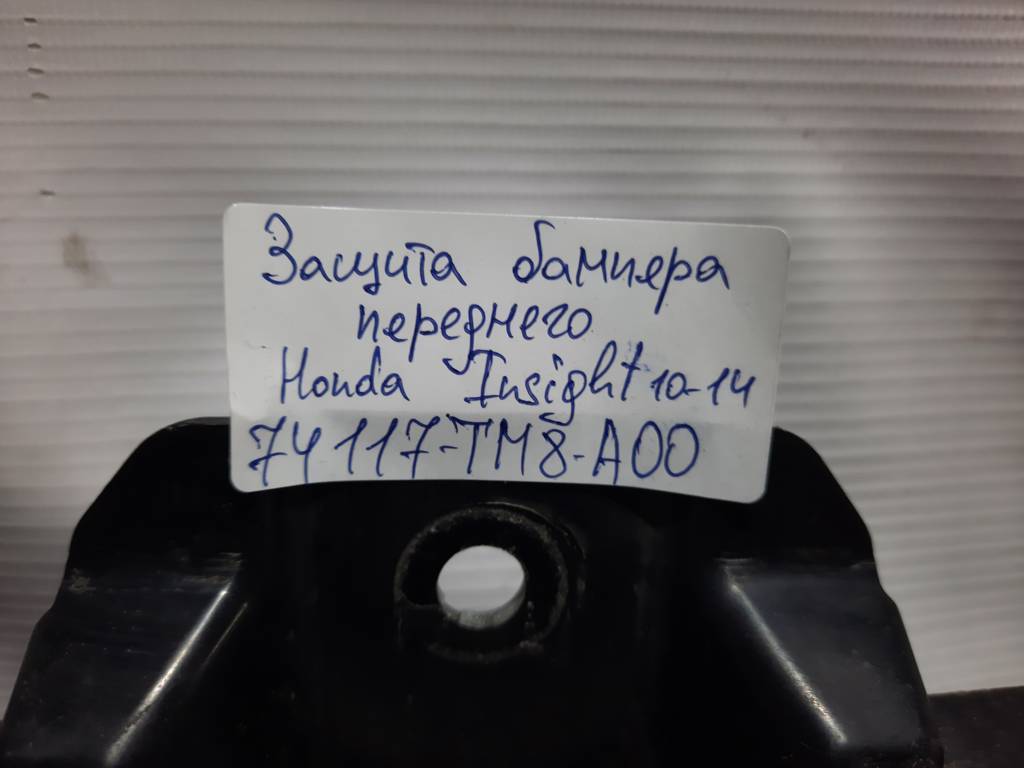 Защита бампера
переднего
Honda Insight 10-14
74117-TM8-A00